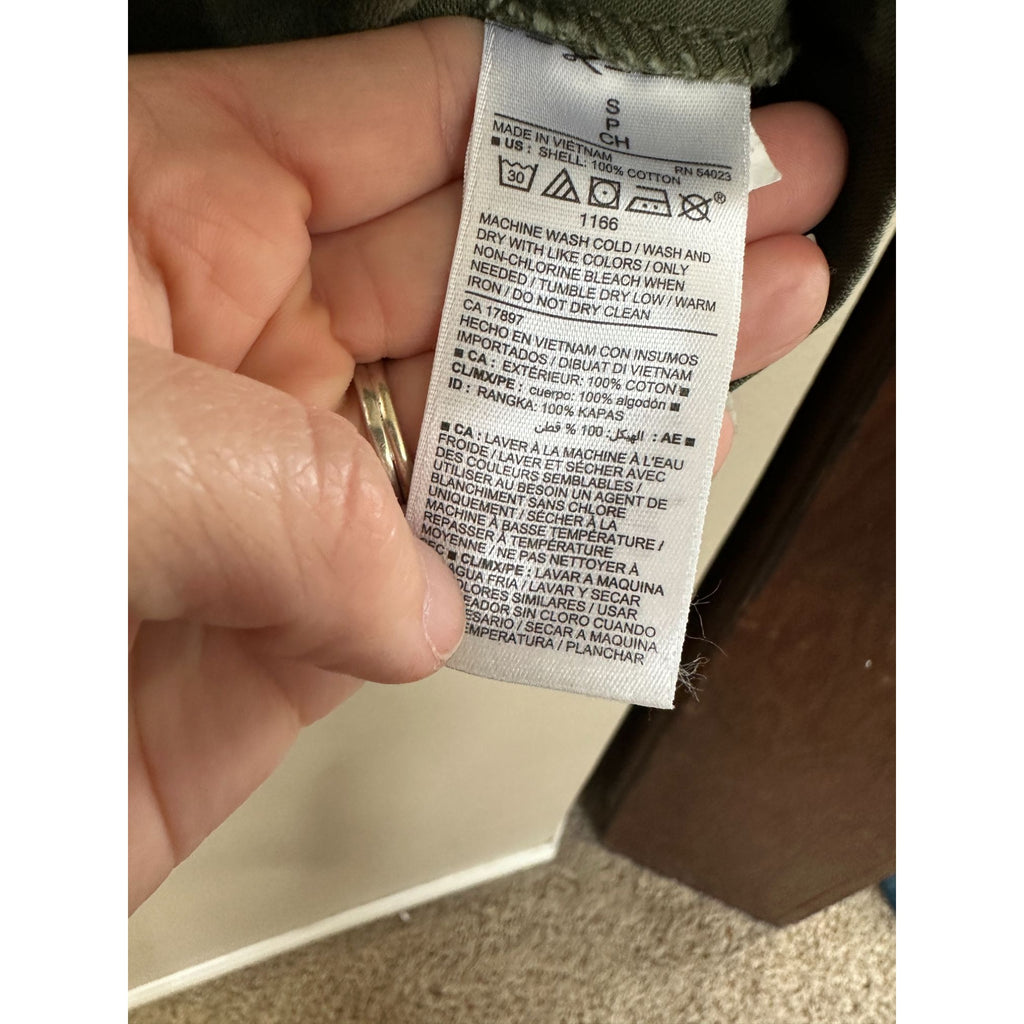 S
P
CH
MADE IN VIETNAM RN 54023
■ US : SHELL: 100% COTTON
30 ®
1166
MACHINE WASH COLD / WASH AND
DRY WITH LIKE COLORS / ONLY
NON-CHLORINE BLEACH WHEN
NEEDED / TUMBLE DRY LOW / WARM
IRON / DO NOT DRY CLEAN
CA 17897
HECHO EN VIETNAM CON INSUMOS
IMPORTADOS / DIBUAT DI VIETNAM
■ CA : EXTÉRIEUR: 100% COTON ■
CL/MX/PE : cuerpo: 100% algodón ■
ID : RANGKA: 100% KAPAS
■ AE : الهيكل: 100 % قطن
■ CA : LAVER À LA MACHINE À L'EAU
FROIDE / LAVER ET SÉCHER AVEC
DES COULEURS SEMBLABLES /
UTILISER AU BESOIN UN AGENT DE
BLANCHIMENT SANS CHLORE
UNIQUEMENT / SÉCHER À LA
MACHINE À BASSE TEMPÉRATURE /
REPASSER À TEMPÉRATURE
MOYENNE / NE PAS NETTOYER À
SEC ■ CL/MX/PE : LAVAR A MAQUINA
AGUA FRIA / LAVAR Y SECAR
OLORES SIMILARES / USAR
EADOR SIN CLORO CUANDO
ESARIO / SECAR A MAQUINA
EMPERATURA / PLANCHAR